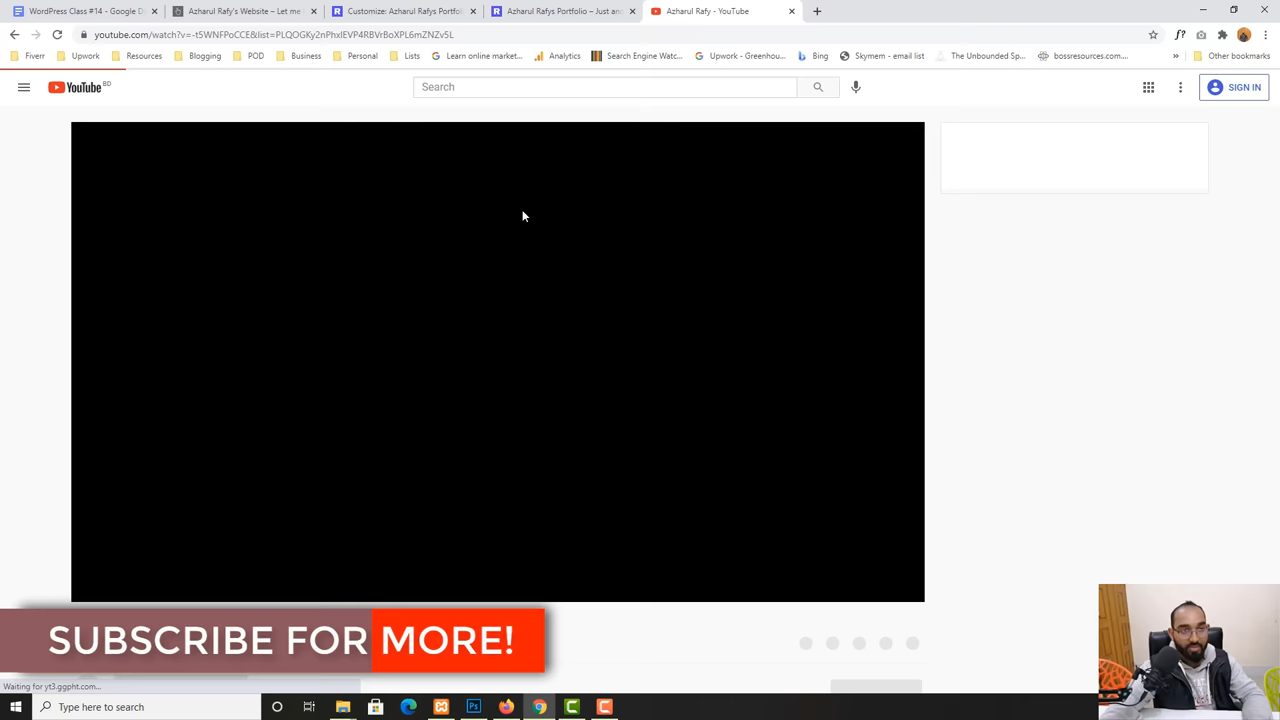 WordPress Class #14 - Google D
Azharul Rafy's Website – Let me
Customize: Azharul Rafys Portfol
Azharul Rafys Portfolio – Just an
Azharul Rafy - YouTube
youtube.com/watch?v=-t5WNFPoCCE&list=PLQOGKy2nPhxIEVP4RBVrBoXPL6mZNZv5L
Fiverr
Upwork
Resources
Blogging
POD
Business
Personal
Lists
Learn online market...
Analytics
Search Engine Watc...
Upwork - Greenhou...
Bing
Skymem - email list
The Unbounded Sp...
bossresources.com...
Other bookmarks
YouTube BD
Search
SIGN IN
SUBSCRIBE FOR MORE!
Waiting for yt3.ggpht.com...
Type here to search